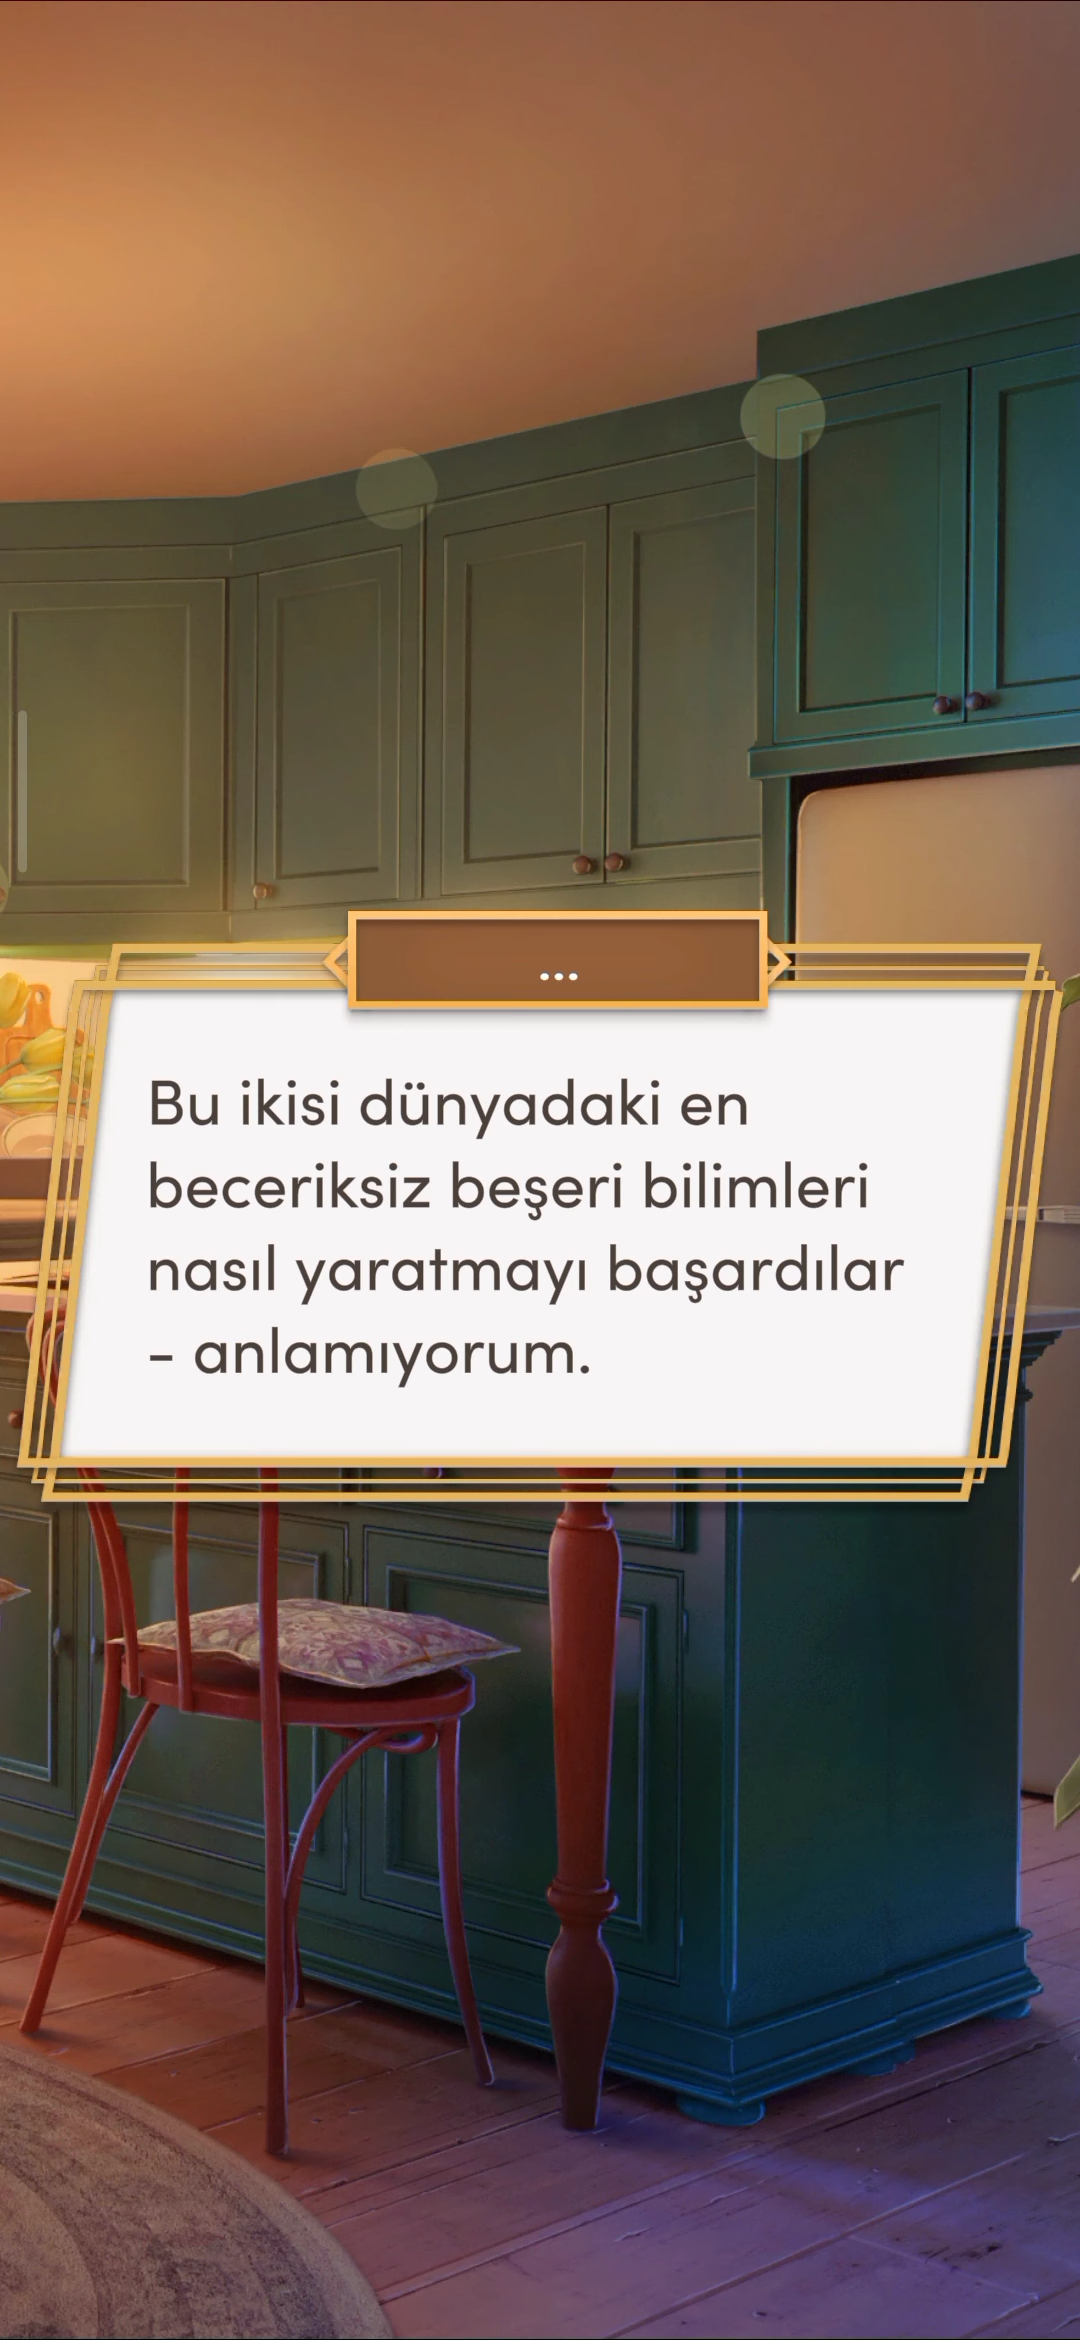 ...
Bu ikisi dünyadaki en
beceriksiz beşeri bilimleri
nasıl yaratmayı başardılar
- anlamıyorum.